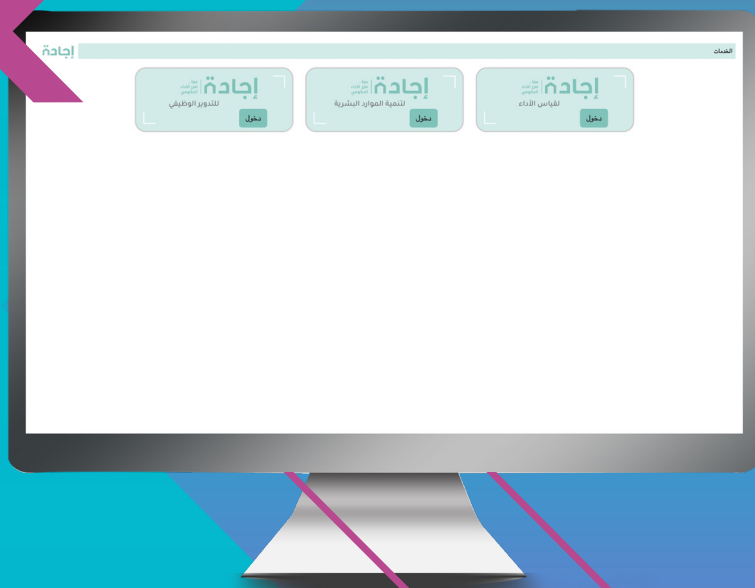 الخدمات
إجادة
إجادة
لقياس الأداء
دخول
إجادة
لتنمية الموارد البشرية
دخول
إجادة
للتدوير الوظيفي
دخول